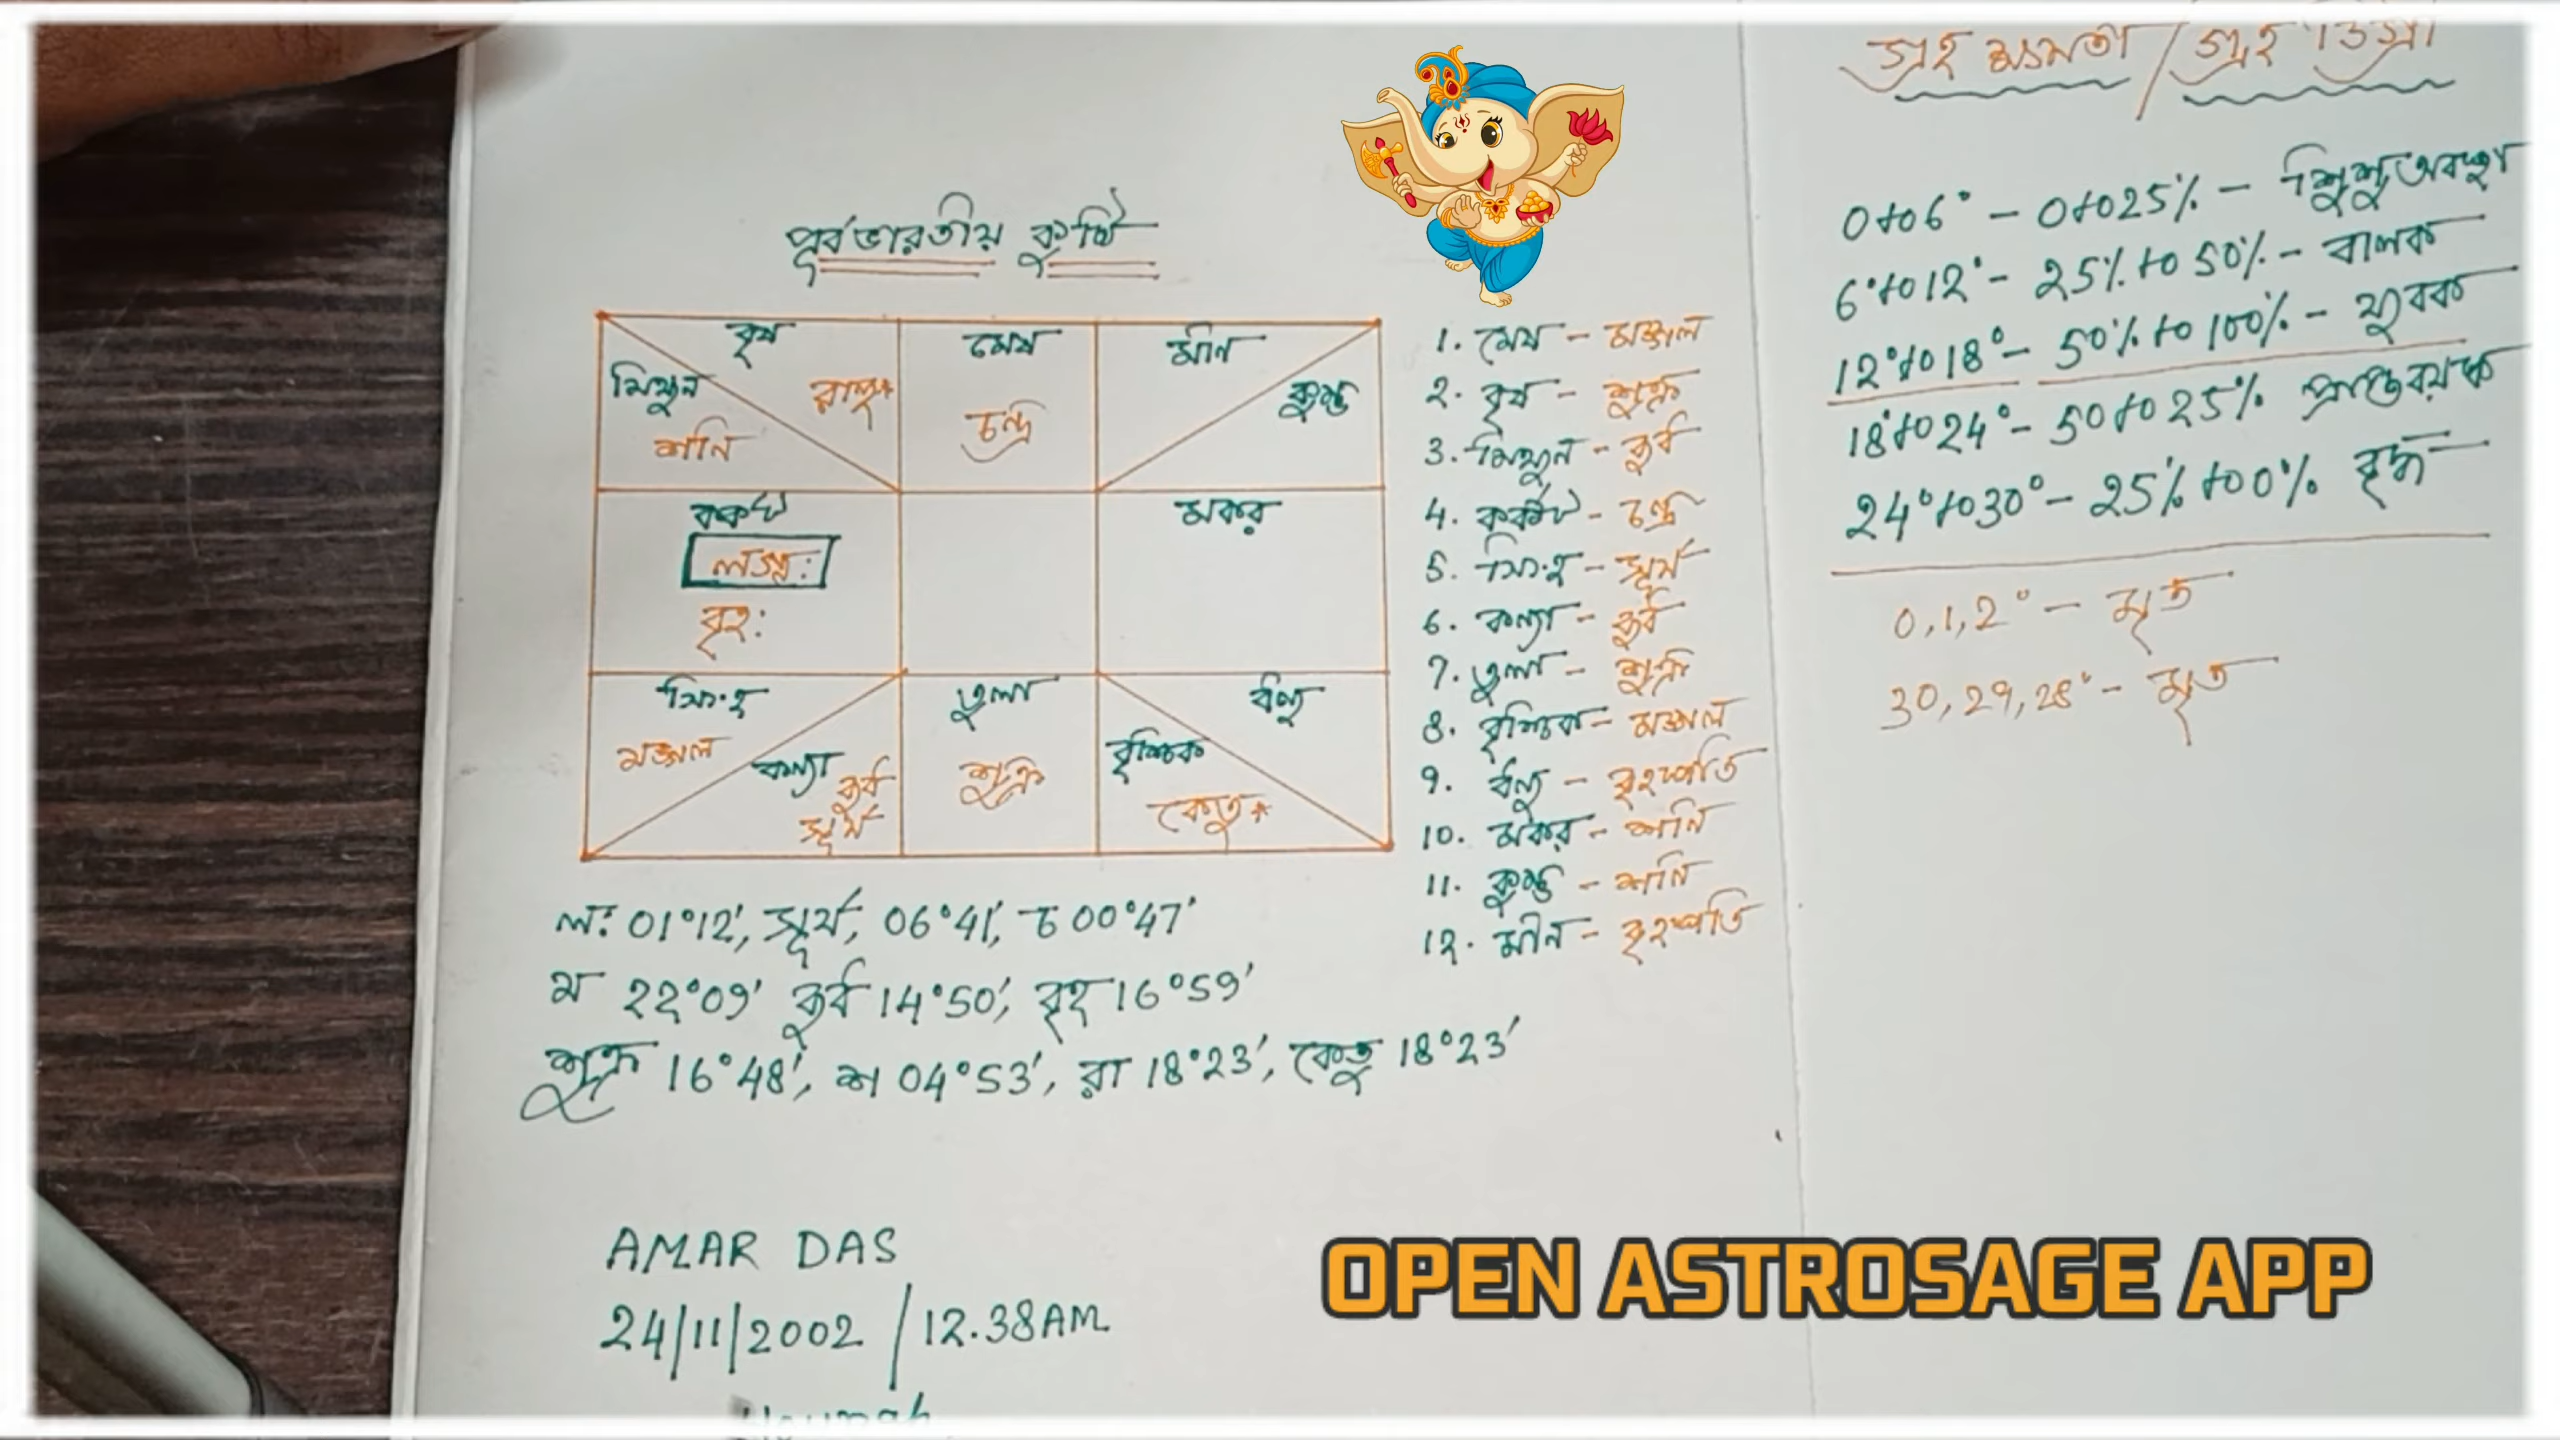 পূর্বভারতীয় কুষ্ঠি
বৃষ
মিথুন
রাহু*
শনি
মেষ
চন্দ্র
মীন
কুম্ভ
কর্কট
লগ্ন:
বৃহ:
মকর
সিংহ
মঙ্গল
কন্যা
বুধ
সূর্য
তুলা
শুক্র
ধনু
বৃশ্চিক
কেতু*
1. মেষ - মঙ্গল
2. বৃষ - শুক্র
3. মিথুন - বুধ
4. কর্কট - চন্দ্র
5. সিংহ - সূর্য
6. কন্যা - বুধ
7. তুলা - শুক্র
8. বৃশ্চিক - মঙ্গল
9. ধনু - বৃহস্পতি
10. মকর - শনি
11. কুম্ভ - শনি
12. মীন - বৃহস্পতি
ল: 01°12', সূর্য, 06°41', চ 00°47'
ম 22°09' বুধ 14°50', বৃহ 16°59'
শুক্র 16°48', শ 04°53', রা 18°23', কেতু 18°23'
AMAR DAS
24/11/2002 / 12.38AM
গ্রহ ক্ষমতা / গ্রহ ডিগ্রী
0to6° - 0to25% - শিশু অবস্থা
6°to12° - 25% to 50% - বালক
12°to18° - 50% to 100% - যুবক
18°to24° - 50to25% প্রাপ্তবয়স্ক
24°to30° - 25% to0% বৃদ্ধ
0,1,2° - মৃত
30,29,28° - মৃত
OPEN ASTROSAGE APP